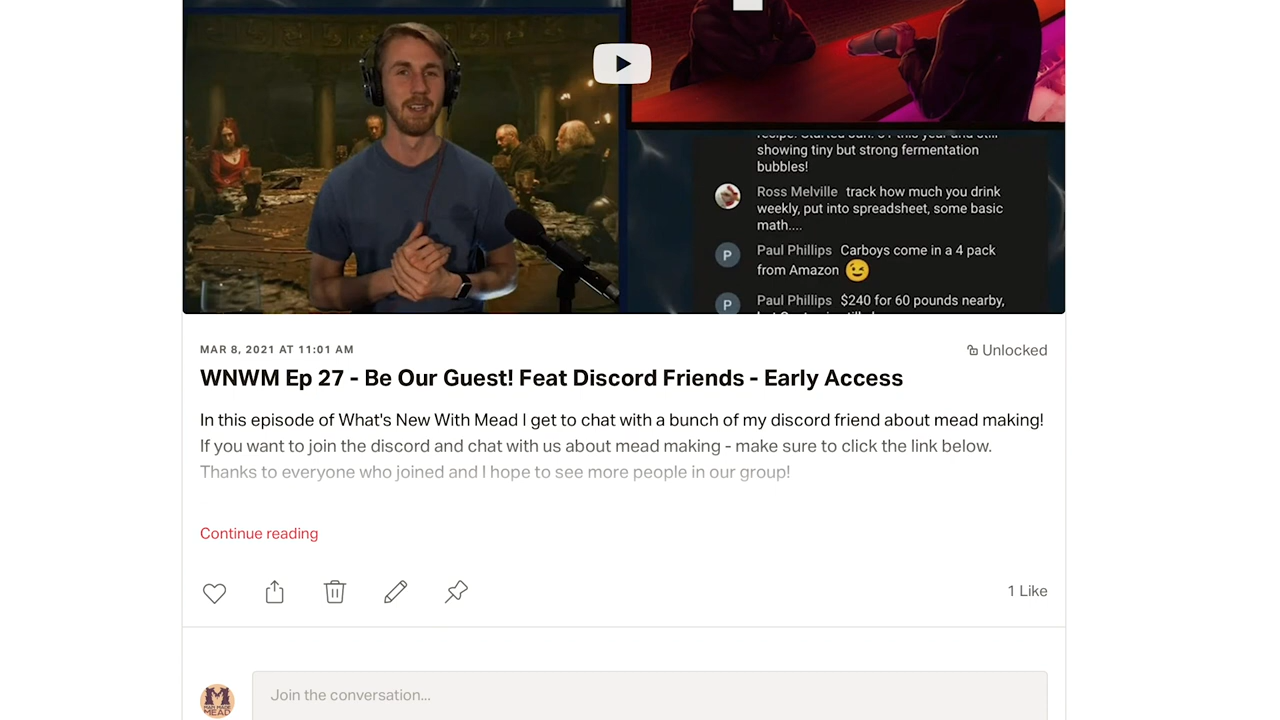 showing tiny but strong fermentation
bubbles!
Ross Melville track how much you drink
weekly, put into spreadsheet, some basic
math....
P Paul Phillips Carboys come in a 4 pack
from Amazon 😉
P Paul Phillips $240 for 60 pounds nearby,
MAR 8, 2021 AT 11:01 AM
Unlocked
WNWM Ep 27 - Be Our Guest! Feat Discord Friends - Early Access
In this episode of What's New With Mead I get to chat with a bunch of my discord friend about mead making!
If you want to join the discord and chat with us about mead making - make sure to click the link below.
Thanks to everyone who joined and I hope to see more people in our group!
Continue reading
1 Like
MAN MADE
MEAD
Join the conversation...